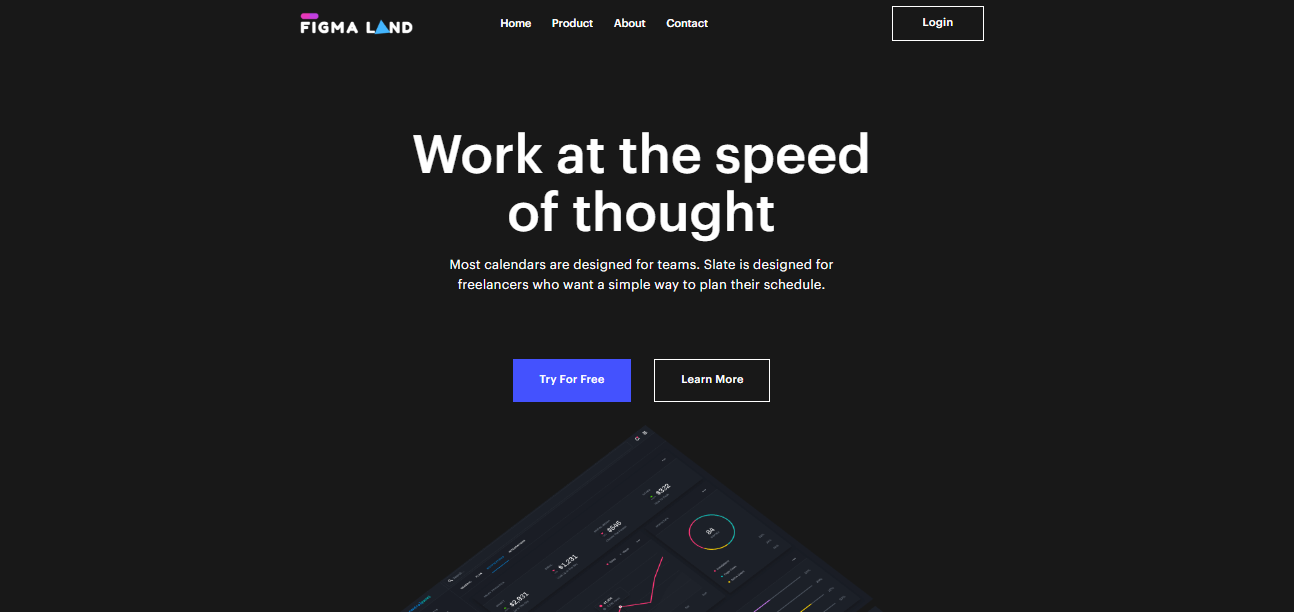 FIGMA LAND
Home
Product
About
Contact
Login
Work at the speed
of thought
Most calendars are designed for teams. Slate is designed for
freelancers who want a simple way to plan their schedule.
Try For Free
Learn More
$332
$646
$1,231
$2,831
84